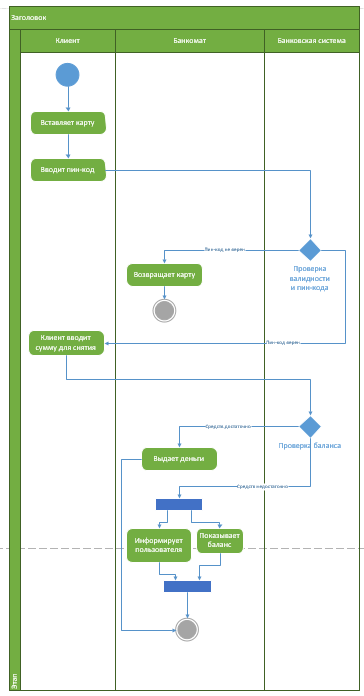 Заголовок
Клиент
Банкомат
Банковская система
Вставляет карту
Вводит пин-код
Пин-код не верен
Проверка
валидности
и пин-кода
Возвращает карту
Клиент вводит
сумму для снятия
Пин-код верен
Средств достаточно
Проверка баланса
Выдает деньги
Средств недостаточно
Информирует
пользователя
Показывает
баланс
Этап